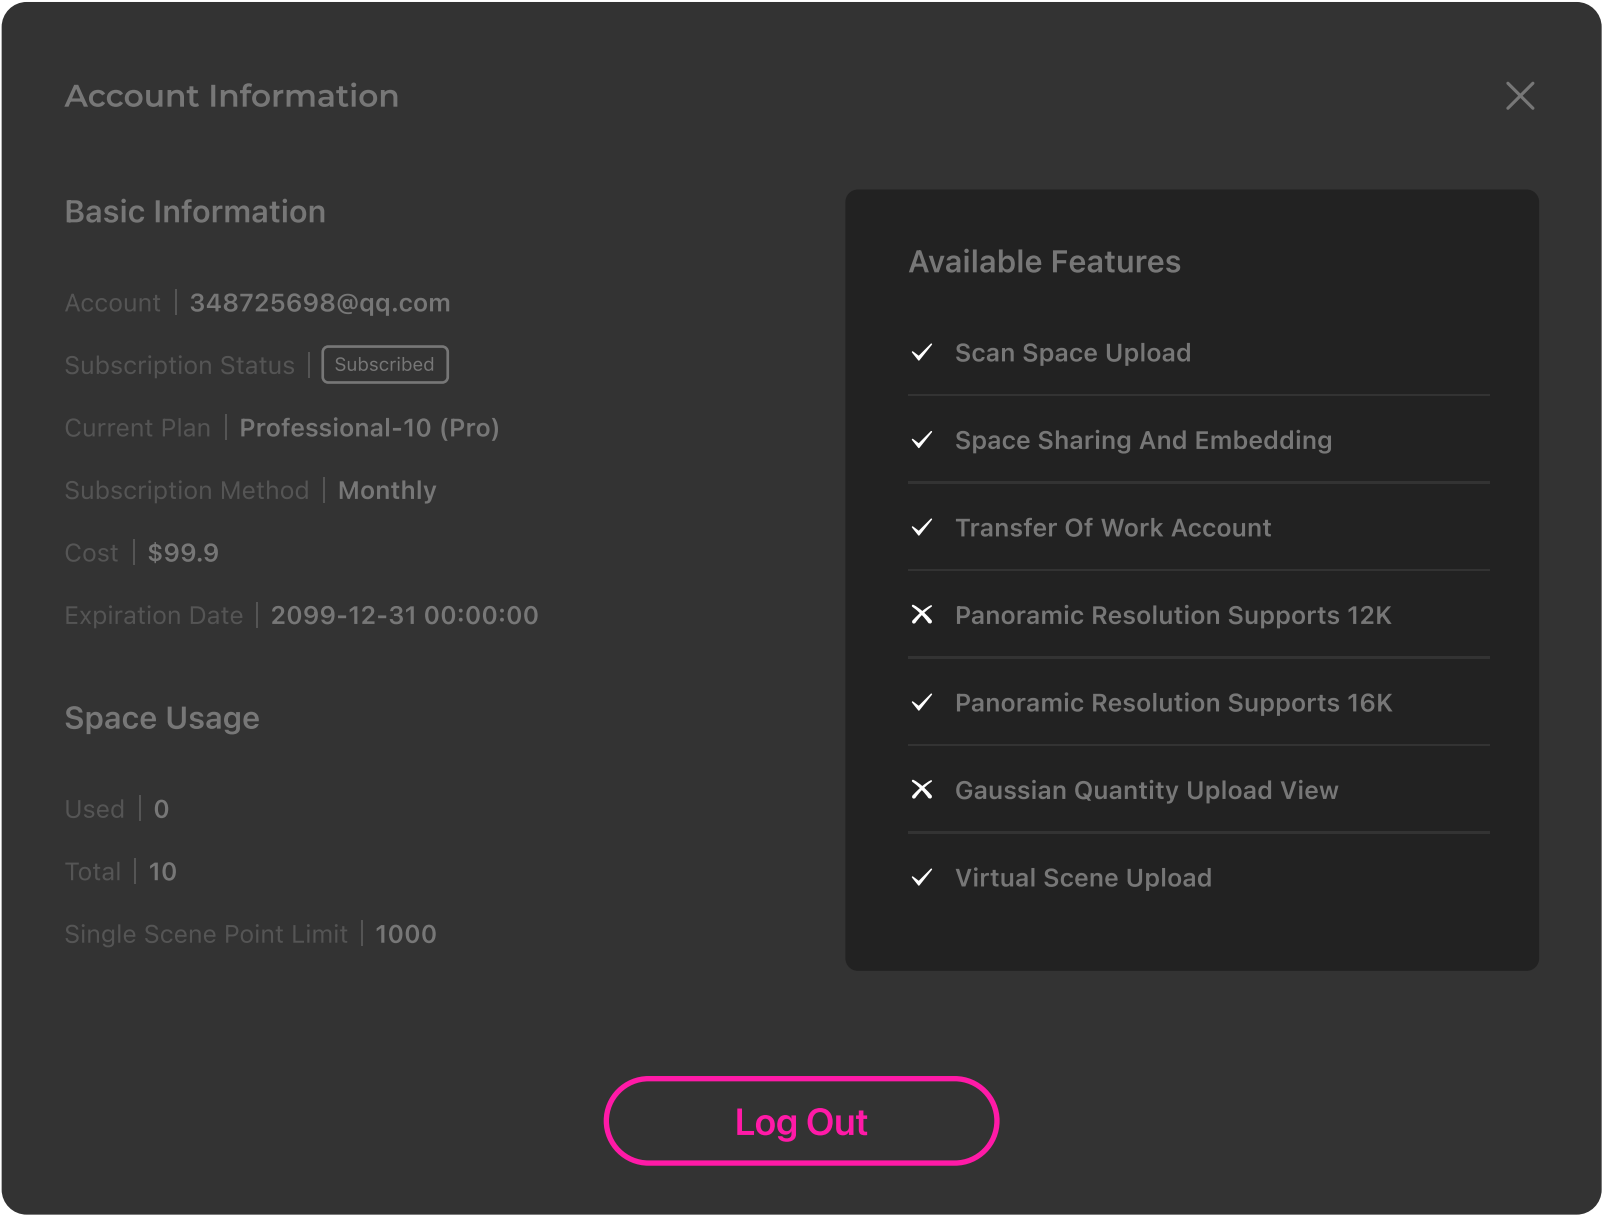 Account Information
Basic Information
Account | 348725698@qq.com
Subscription Status | Subscribed
Current Plan | Professional-10 (Pro)
Subscription Method | Monthly
Cost | $99.9
Expiration Date | 2099-12-31 00:00:00
Space Usage
Used | 0
Total | 10
Single Scene Point Limit | 1000
Available Features
Scan Space Upload
Space Sharing And Embedding
Transfer Of Work Account
Panoramic Resolution Supports 12K
Panoramic Resolution Supports 16K
Gaussian Quantity Upload View
Virtual Scene Upload
Log Out